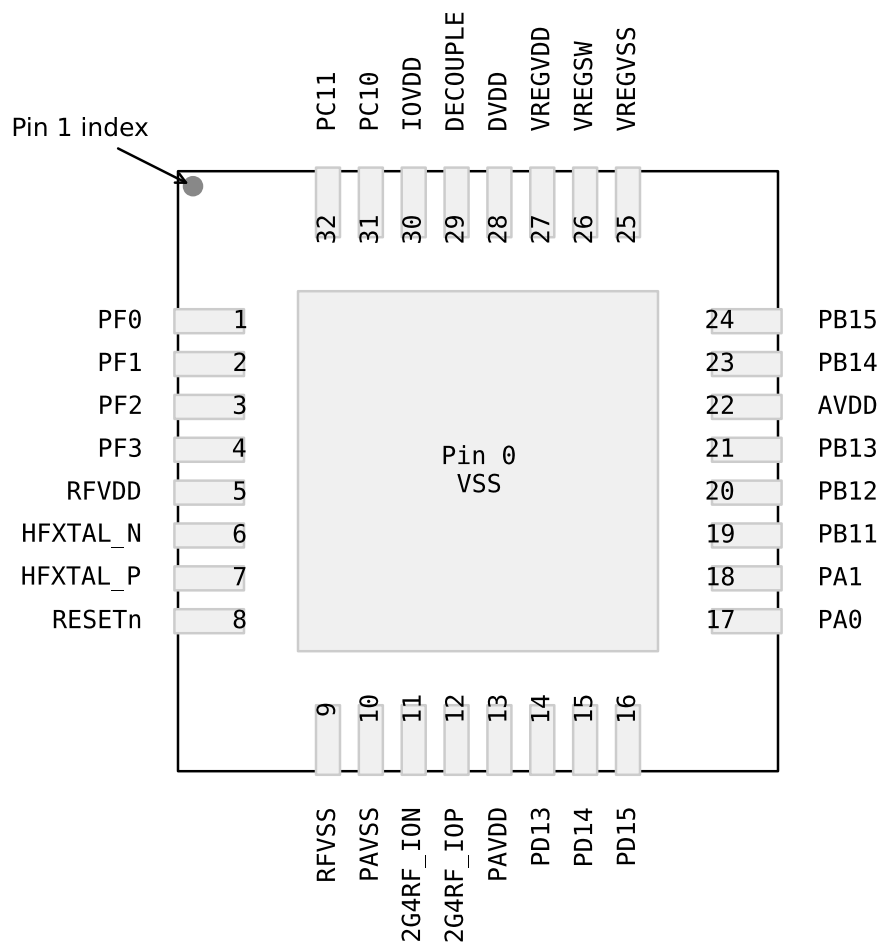 PC11
PC10
IOVDD
DECOUPLE
DVDD
VREGVDD
VREGSW
VREGVSS
Pin 1 index
32
31
30
29
28
27
26
25
PF0 1
PF1 2
PF2 3
PF3 4
RFVDD 5
HFXTAL_N 6
HFXTAL_P 7
RESETn 8
Pin 0
VSS
24 PB15
23 PB14
22 AVDD
21 PB13
20 PB12
19 PB11
18 PA1
17 PA0
9
10
11
12
13
14
15
16
RFVSS
PAVSS
2G4RF_ION
2G4RF_IOP
PAVDD
PD13
PD14
PD15